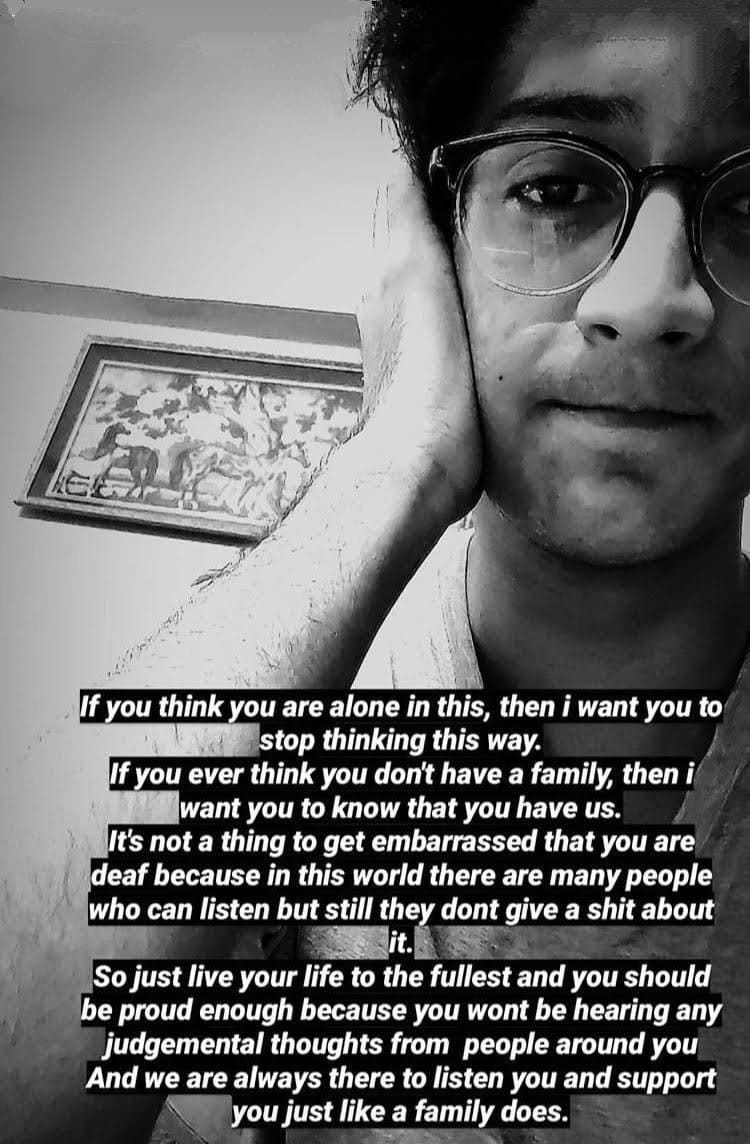 If you think you are alone in this, then i want you to
stop thinking this way.
If you ever think you don't have a family, then i
want you to know that you have us.
It's not a thing to get embarrassed that you are
deaf because in this world there are many people
who can listen but still they dont give a shit about
it.
So just live your life to the fullest and you should
be proud enough because you wont be hearing any
judgemental thoughts from people around you
And we are always there to listen you and support
you just like a family does.